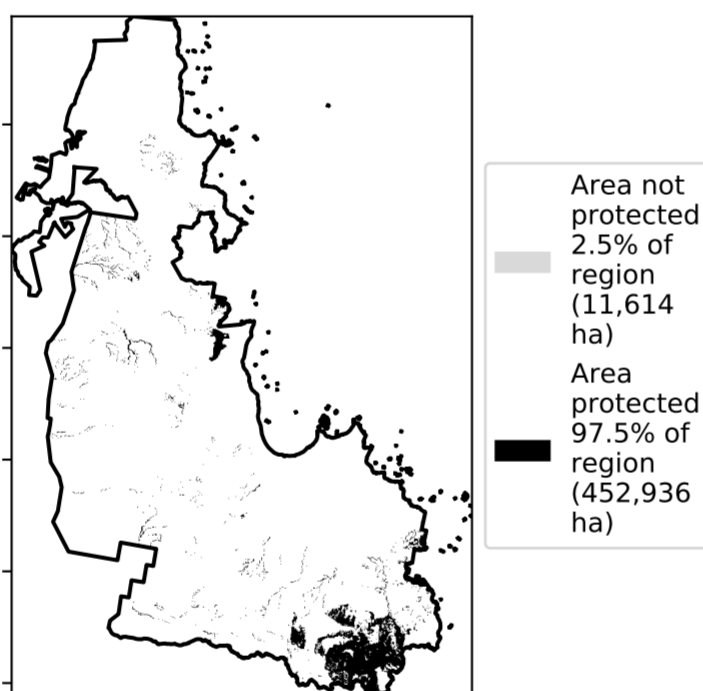 Area not
protected
2.5% of
region
(11,614
ha)
Area
protected
97.5% of
region
(452,936
ha)